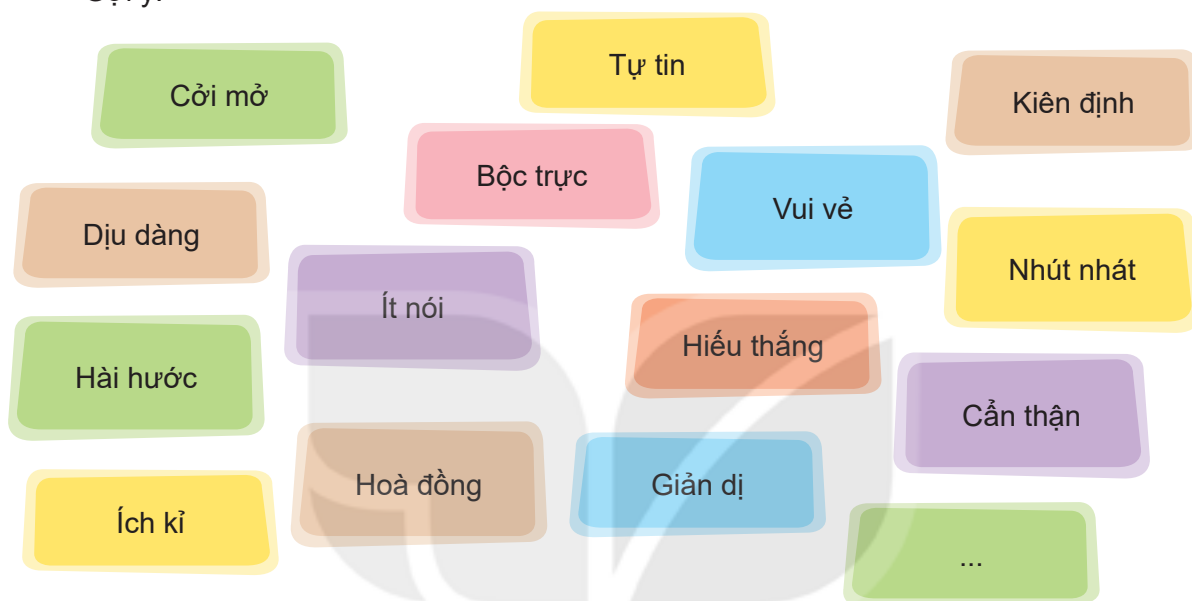 Cởi mở
Tự tin
Kiên định
Bộc trực
Vui vẻ
Dịu dàng
Nhút nhát
Ít nói
Hiếu thắng
Hài hước
Cẩn thận
Hoà đồng
Giản dị
Ích kỉ
...